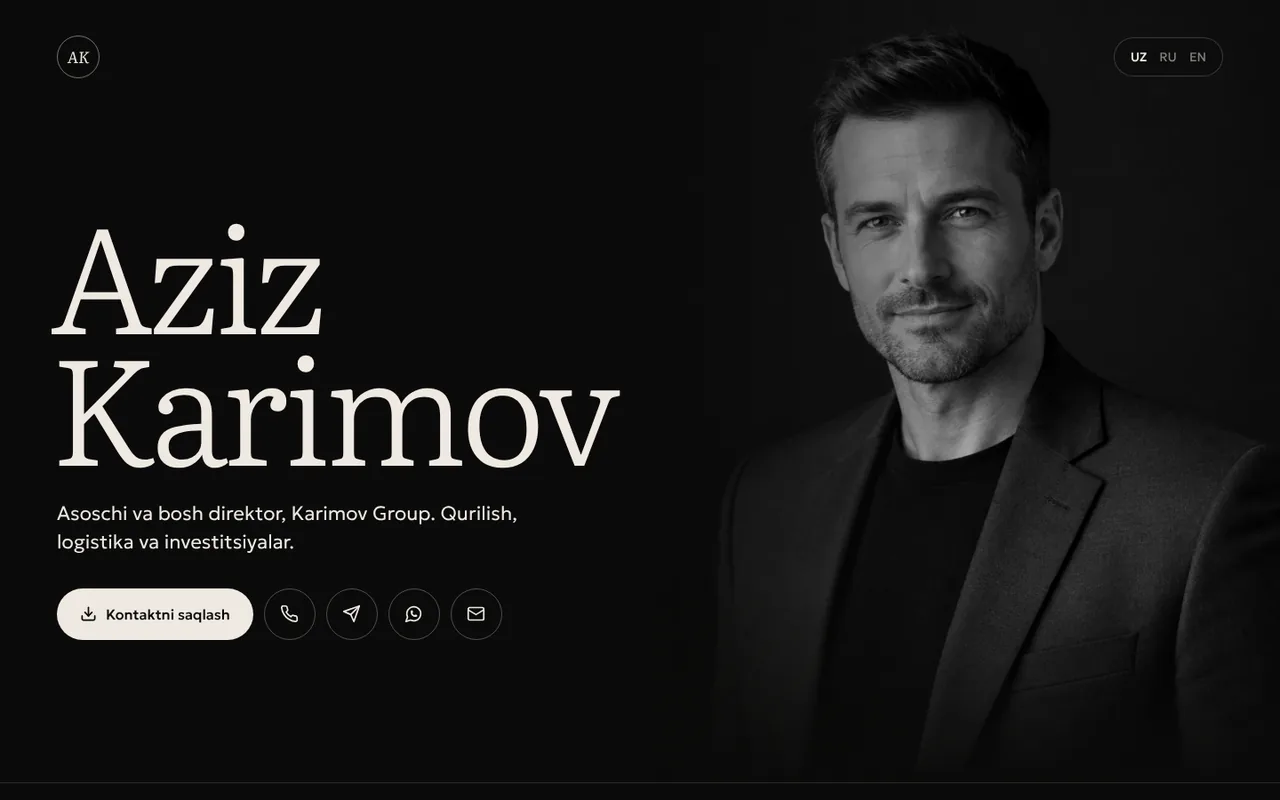 AK
UZ RU EN
Aziz
Karimov
Asoschi va bosh direktor, Karimov Group. Qurilish,
logistika va investitsiyalar.
Kontaktni saqlash